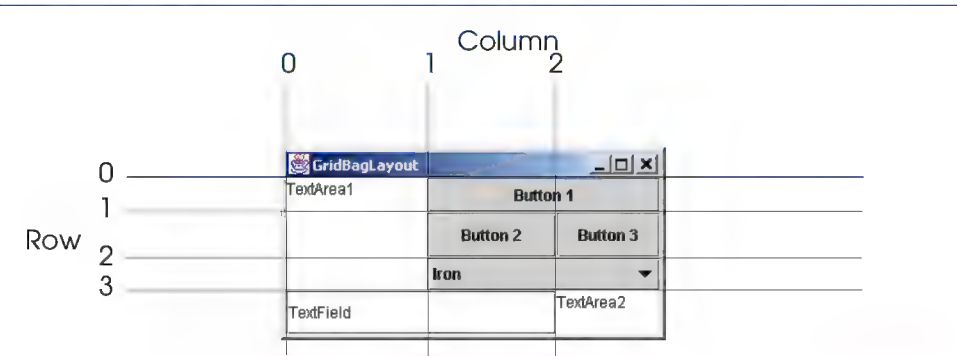 Column
0 1 2
GridBagLayout
0
TextArea1 Button 1
1
Row
Button 2 Button 3
2
Iron
3
TextField TextArea2